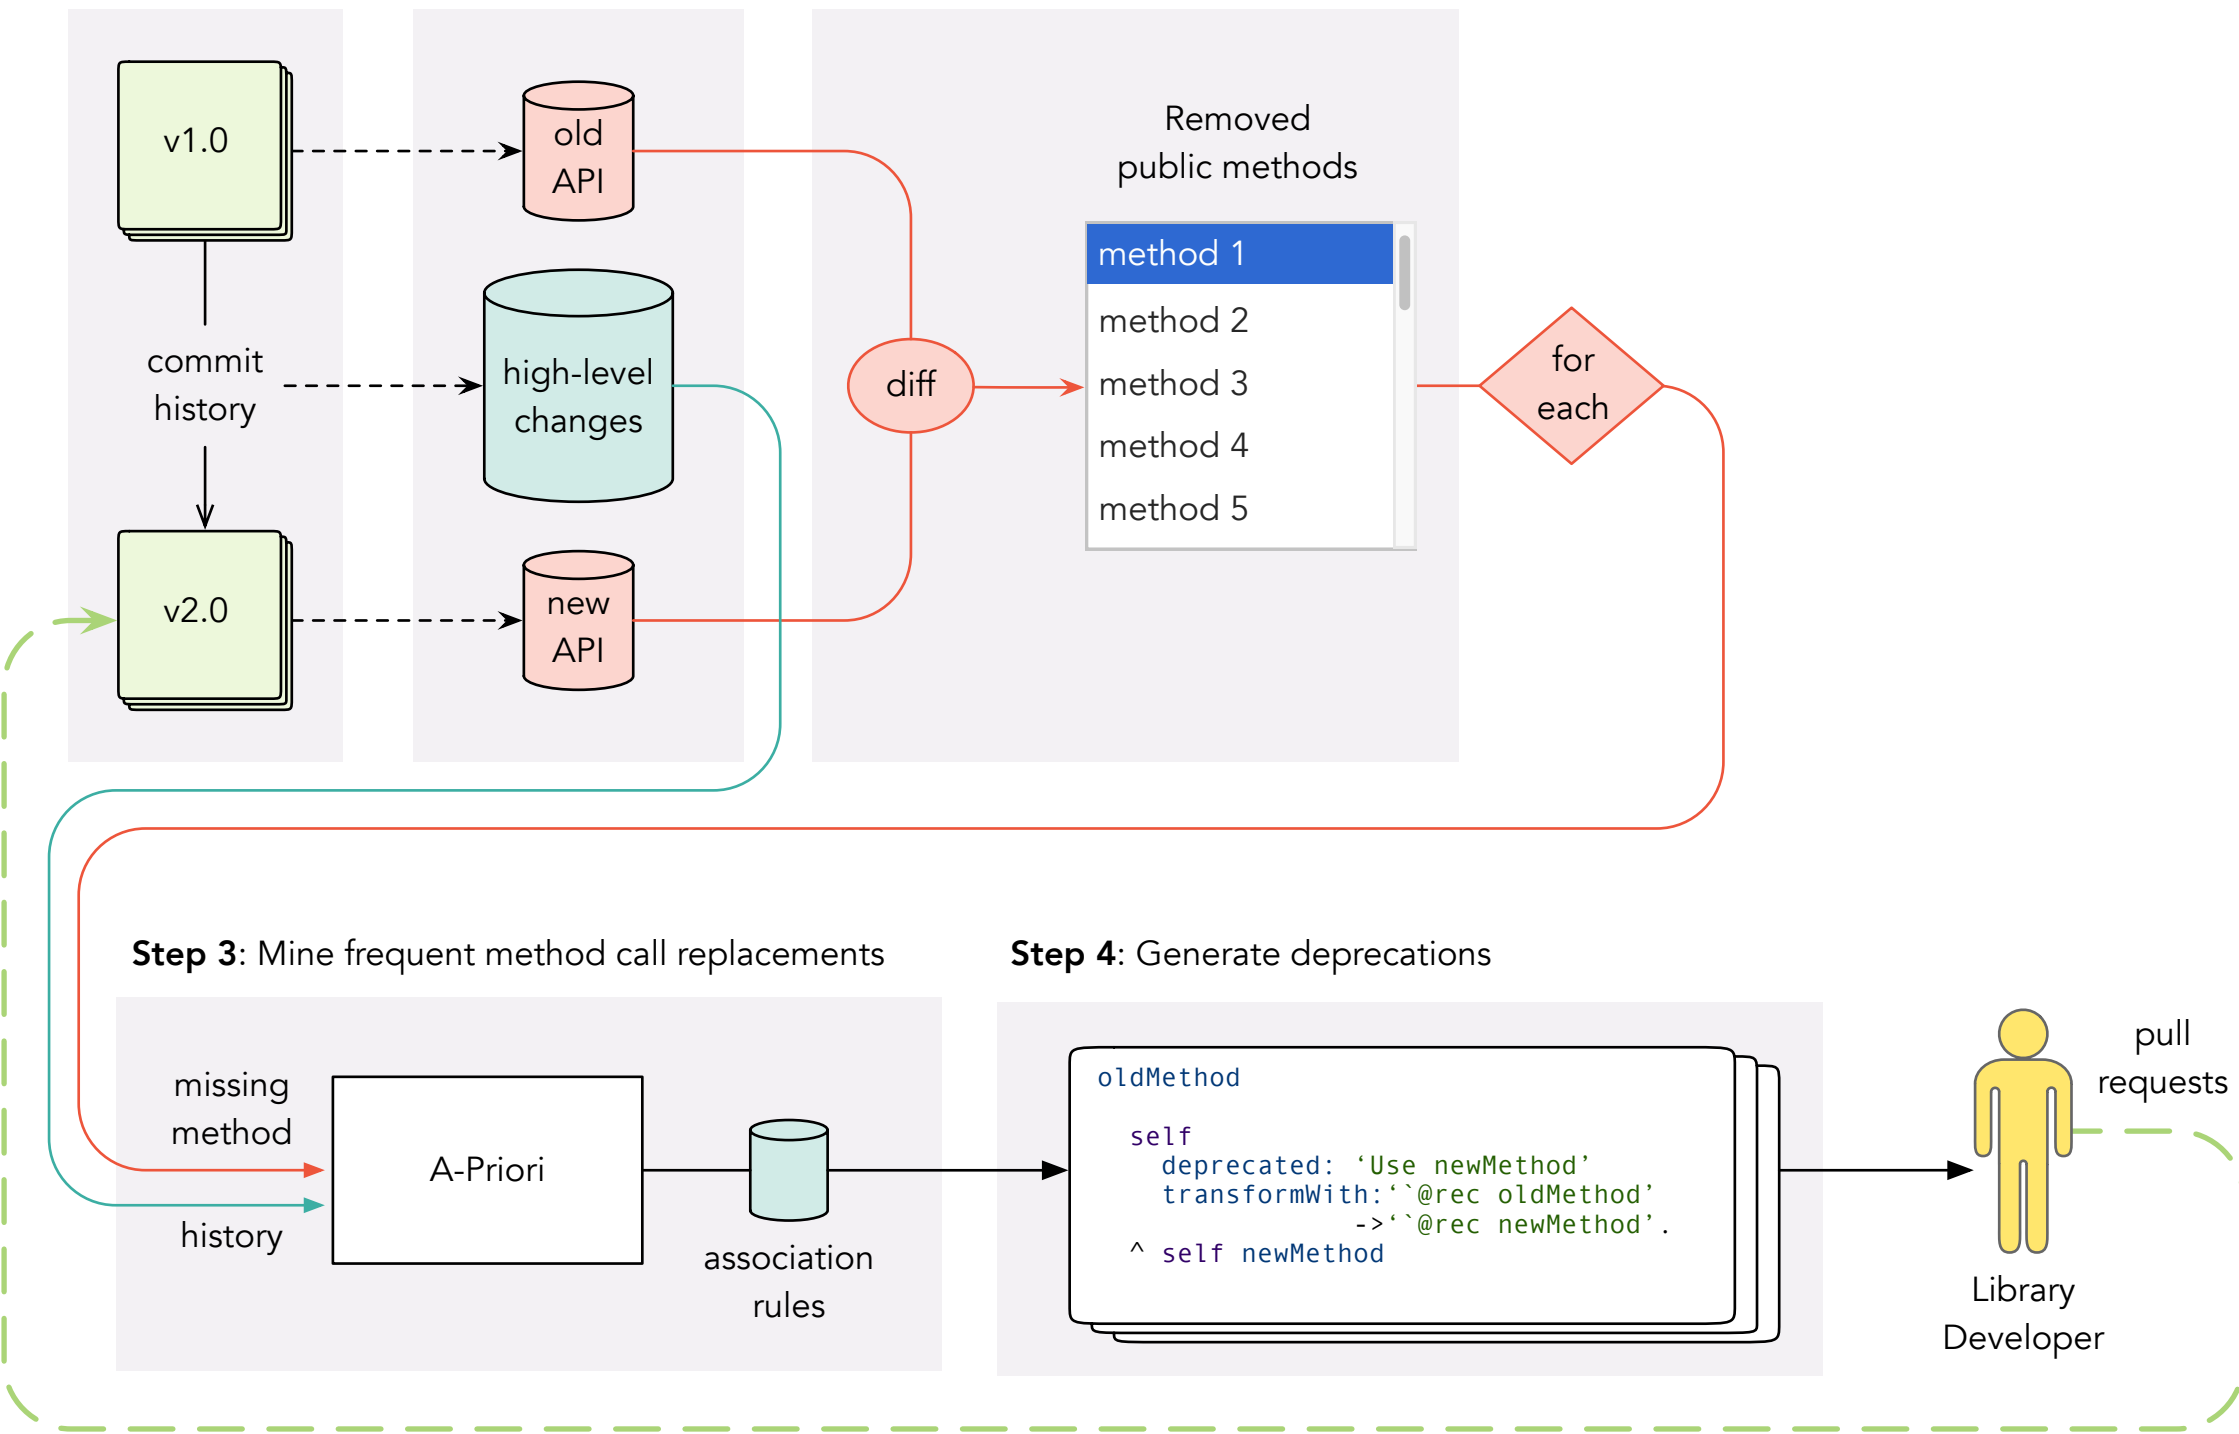 v1.0
commit
history
v2.0
old
API
high-level
changes
new
API
diff
Removed
public methods
method 1
method 2
method 3
method 4
method 5
for
each
Step 3: Mine frequent method call replacements
missing
method
history
A-Priori
association
rules
Step 4: Generate deprecations
oldMethod
self
deprecated: ‘Use newMethod’
transformWith:‘`@rec oldMethod’
->‘`@rec newMethod’.
^ self newMethod
pull
requests
Library
Developer